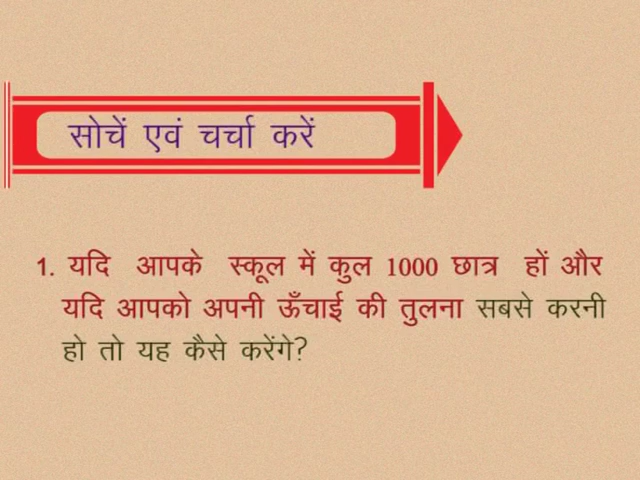 सोचें एवं चर्चा करें
1. यदि आपके स्कूल में कुल 1000 छात्र हों और
यदि आपको अपनी ऊँचाई की तुलना सबसे करनी
हो तो यह कैसे करेंगे?